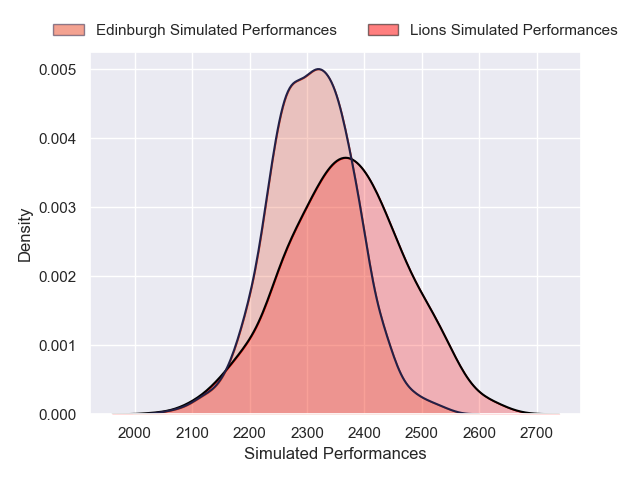 Edinburgh Simulated Performances
Lions Simulated Performances
0.005
0.004
0.003
0.002
0.001
0.000
Density
2000 2100 2200 2300 2400 2500 2600 2700
Simulated Performances